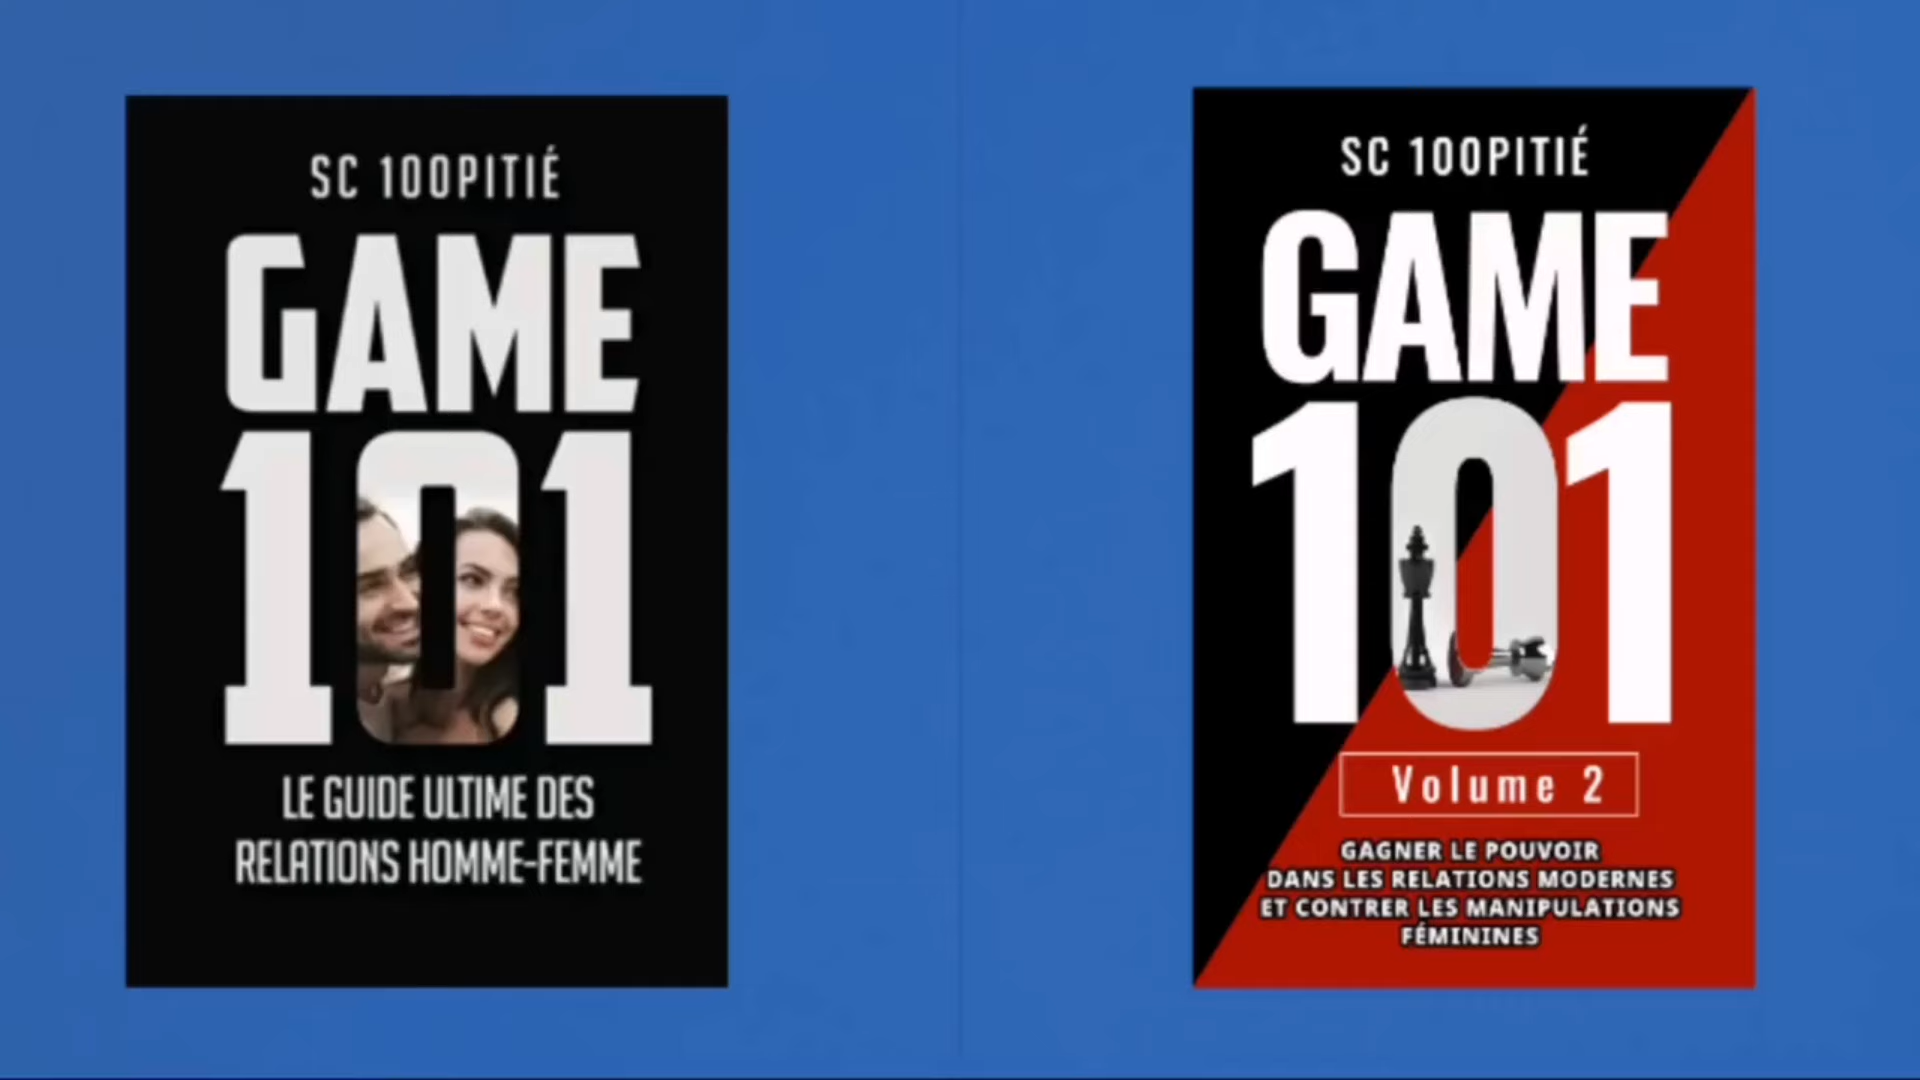 SC 100PITIÉ
GAME
101
LE GUIDE ULTIME DES
RELATIONS HOMME-FEMME
SC 100PITIÉ
GAME
101
Volume 2
GAGNER LE POUVOIR
DANS LES RELATIONS MODERNES
ET CONTRER LES MANIPULATIONS
FÉMININES